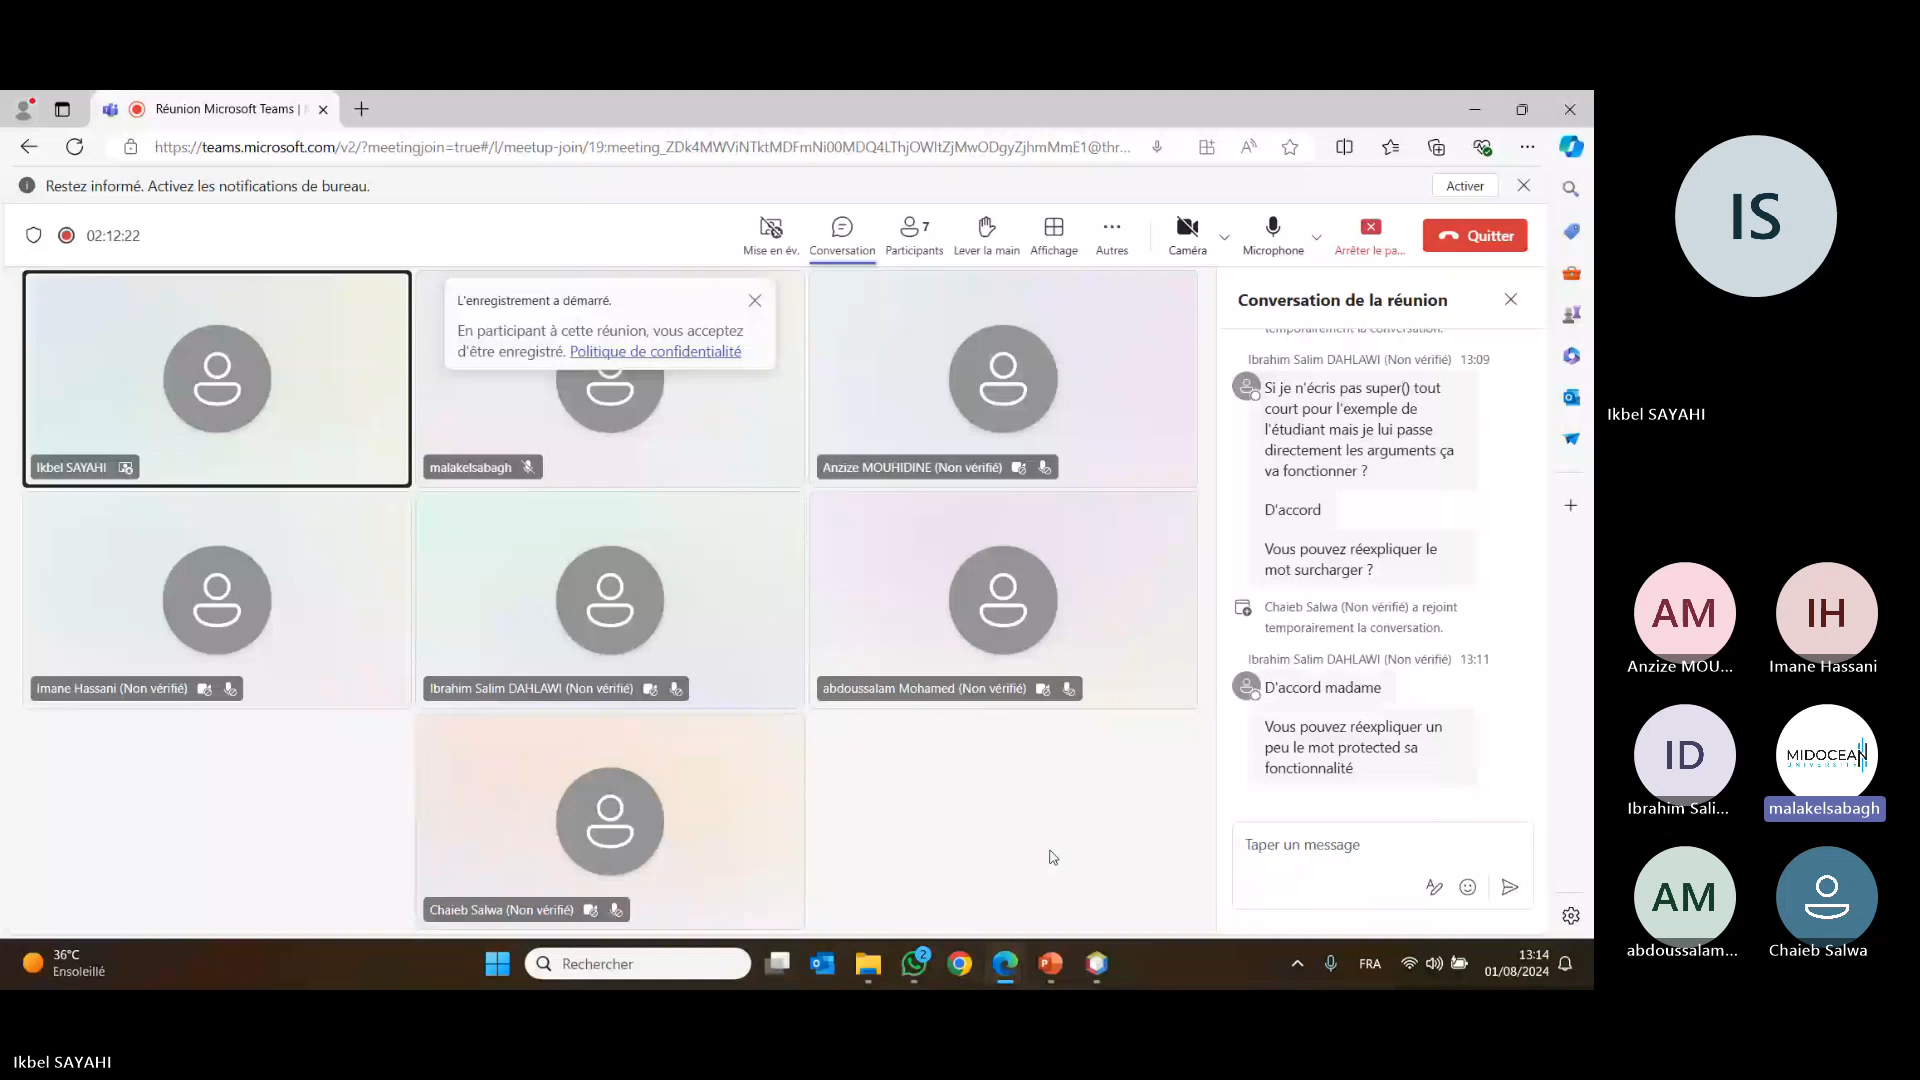 Réunion Microsoft Teams |
https://teams.microsoft.com/v2/?meetingjoin=true#/l/meetup-join/19:meeting_ZDk4MWViNTktMDFmNi00MDQ4LThjOWItZjMwODgyZjhmMmE1@thr...
Restez informé. Activez les notifications de bureau.
Activer
02:12:22
7
Mise en év.
Conversation
Participants
Lever la main
Affichage
Autres
Caméra
Microphone
Arrêter le pa...
Quitter
L'enregistrement a démarré.
En participant à cette réunion, vous acceptez
d'être enregistré. Politique de confidentialité
Ikbel SAYAHI
malakelsabagh
Anzize MOUHIDINE (Non vérifié)
Imane Hassani (Non vérifié)
Ibrahim Salim DAHLAWI (Non vérifié)
abdoussalam Mohamed (Non vérifié)
Chaieb Salwa (Non vérifié)
Conversation de la réunion
temporairement la conversation.
Ibrahim Salim DAHLAWI (Non vérifié) 13:09
Si je n'écris pas super() tout
court pour l'exemple de
l'étudiant mais je lui passe
directement les arguments ça
va fonctionner ?
D'accord
Vous pouvez réexpliquer le
mot surcharger ?
Chaieb Salwa (Non vérifié) a rejoint
temporairement la conversation.
Ibrahim Salim DAHLAWI (Non vérifié) 13:11
D'accord madame
Vous pouvez réexpliquer un
peu le mot protected sa
fonctionnalité
Taper un message
36°C
Ensoleillé
Rechercher
2
FRA
13:14
01/08/2024
IS
Ikbel SAYAHI
AM
Anzize MOU...
IH
Imane Hassani
ID
Ibrahim Sali...
MIDOCEAN
UNIVERSITY
malakelsabagh
AM
abdoussalam...
Chaieb Salwa
Ikbel SAYAHI